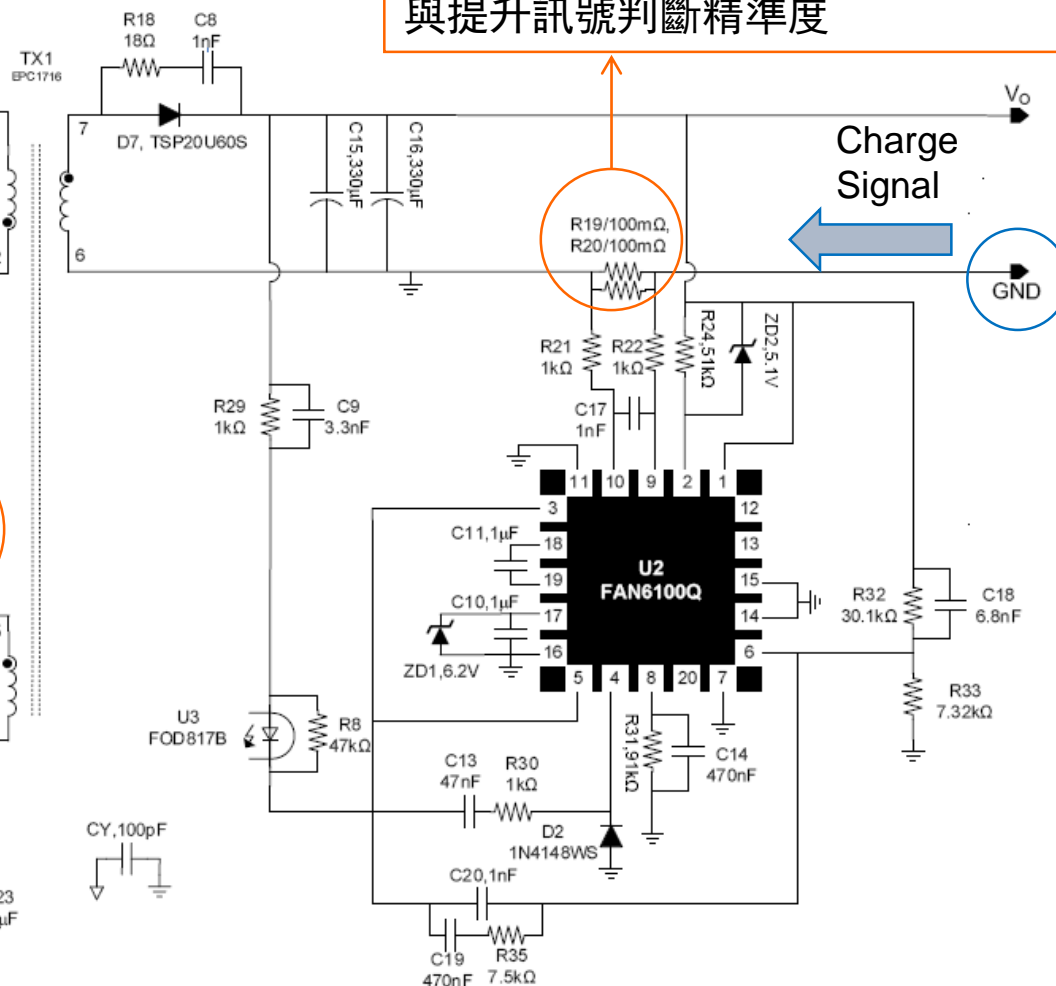 與提升訊號判斷精準度
R18
18Ω
C8
1nF
TX1
EPC1716
7
D7, TSP20U60S
C15,330μF
C16,330μF
Vo
Charge
Signal
R19/100mΩ,
R20/100mΩ
6
GND
R21
1kΩ
R22
1kΩ
R24,51kΩ
ZD2,5.1V
C17
1nF
R29
1kΩ
C9
3.3nF
11
10
9
2
1
3
12
C11,1μF
18
13
19
U2
FAN6100Q
15
C10,1μF
17
14
16
6
ZD1,6.2V
5
4
8
20
7
R32
30.1kΩ
C18
6.8nF
R33
7.32kΩ
U3
FOD817B
R8
47kΩ
C13
47nF
R30
1kΩ
R31,91kΩ
C14
470nF
D2
1N4148WS
CY,100pF
C20,1nF
23
μF
C19
470nF
R35
7.5kΩ